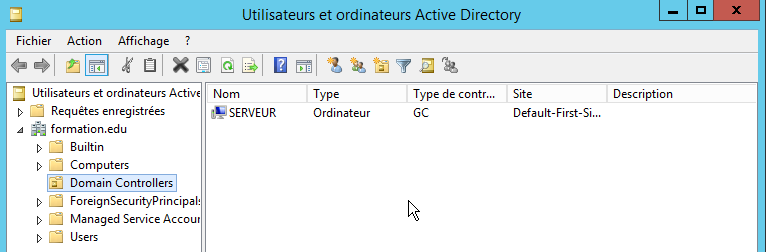 Utilisateurs et ordinateurs Active Directory
Fichier Action Affichage ?
Utilisateurs et ordinateurs Active
Requêtes enregistrées
formation.edu
Builtin
Computers
Domain Controllers
ForeignSecurityPrincipals
Managed Service Accour
Users
Nom Type Type de contr... Site Description
SERVEUR Ordinateur GC Default-First-Si...